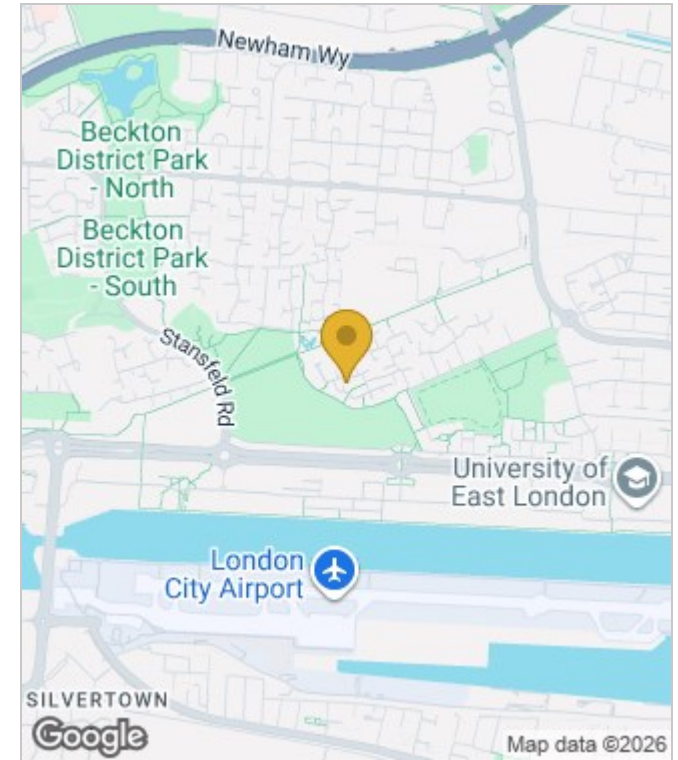 Newham Wy
Beckton
District Park
- North
Beckton
District Park
- South
Stansfeld Rd
University of
East London
London
City Airport
SILVERTOWN
Google
Map data ©2026